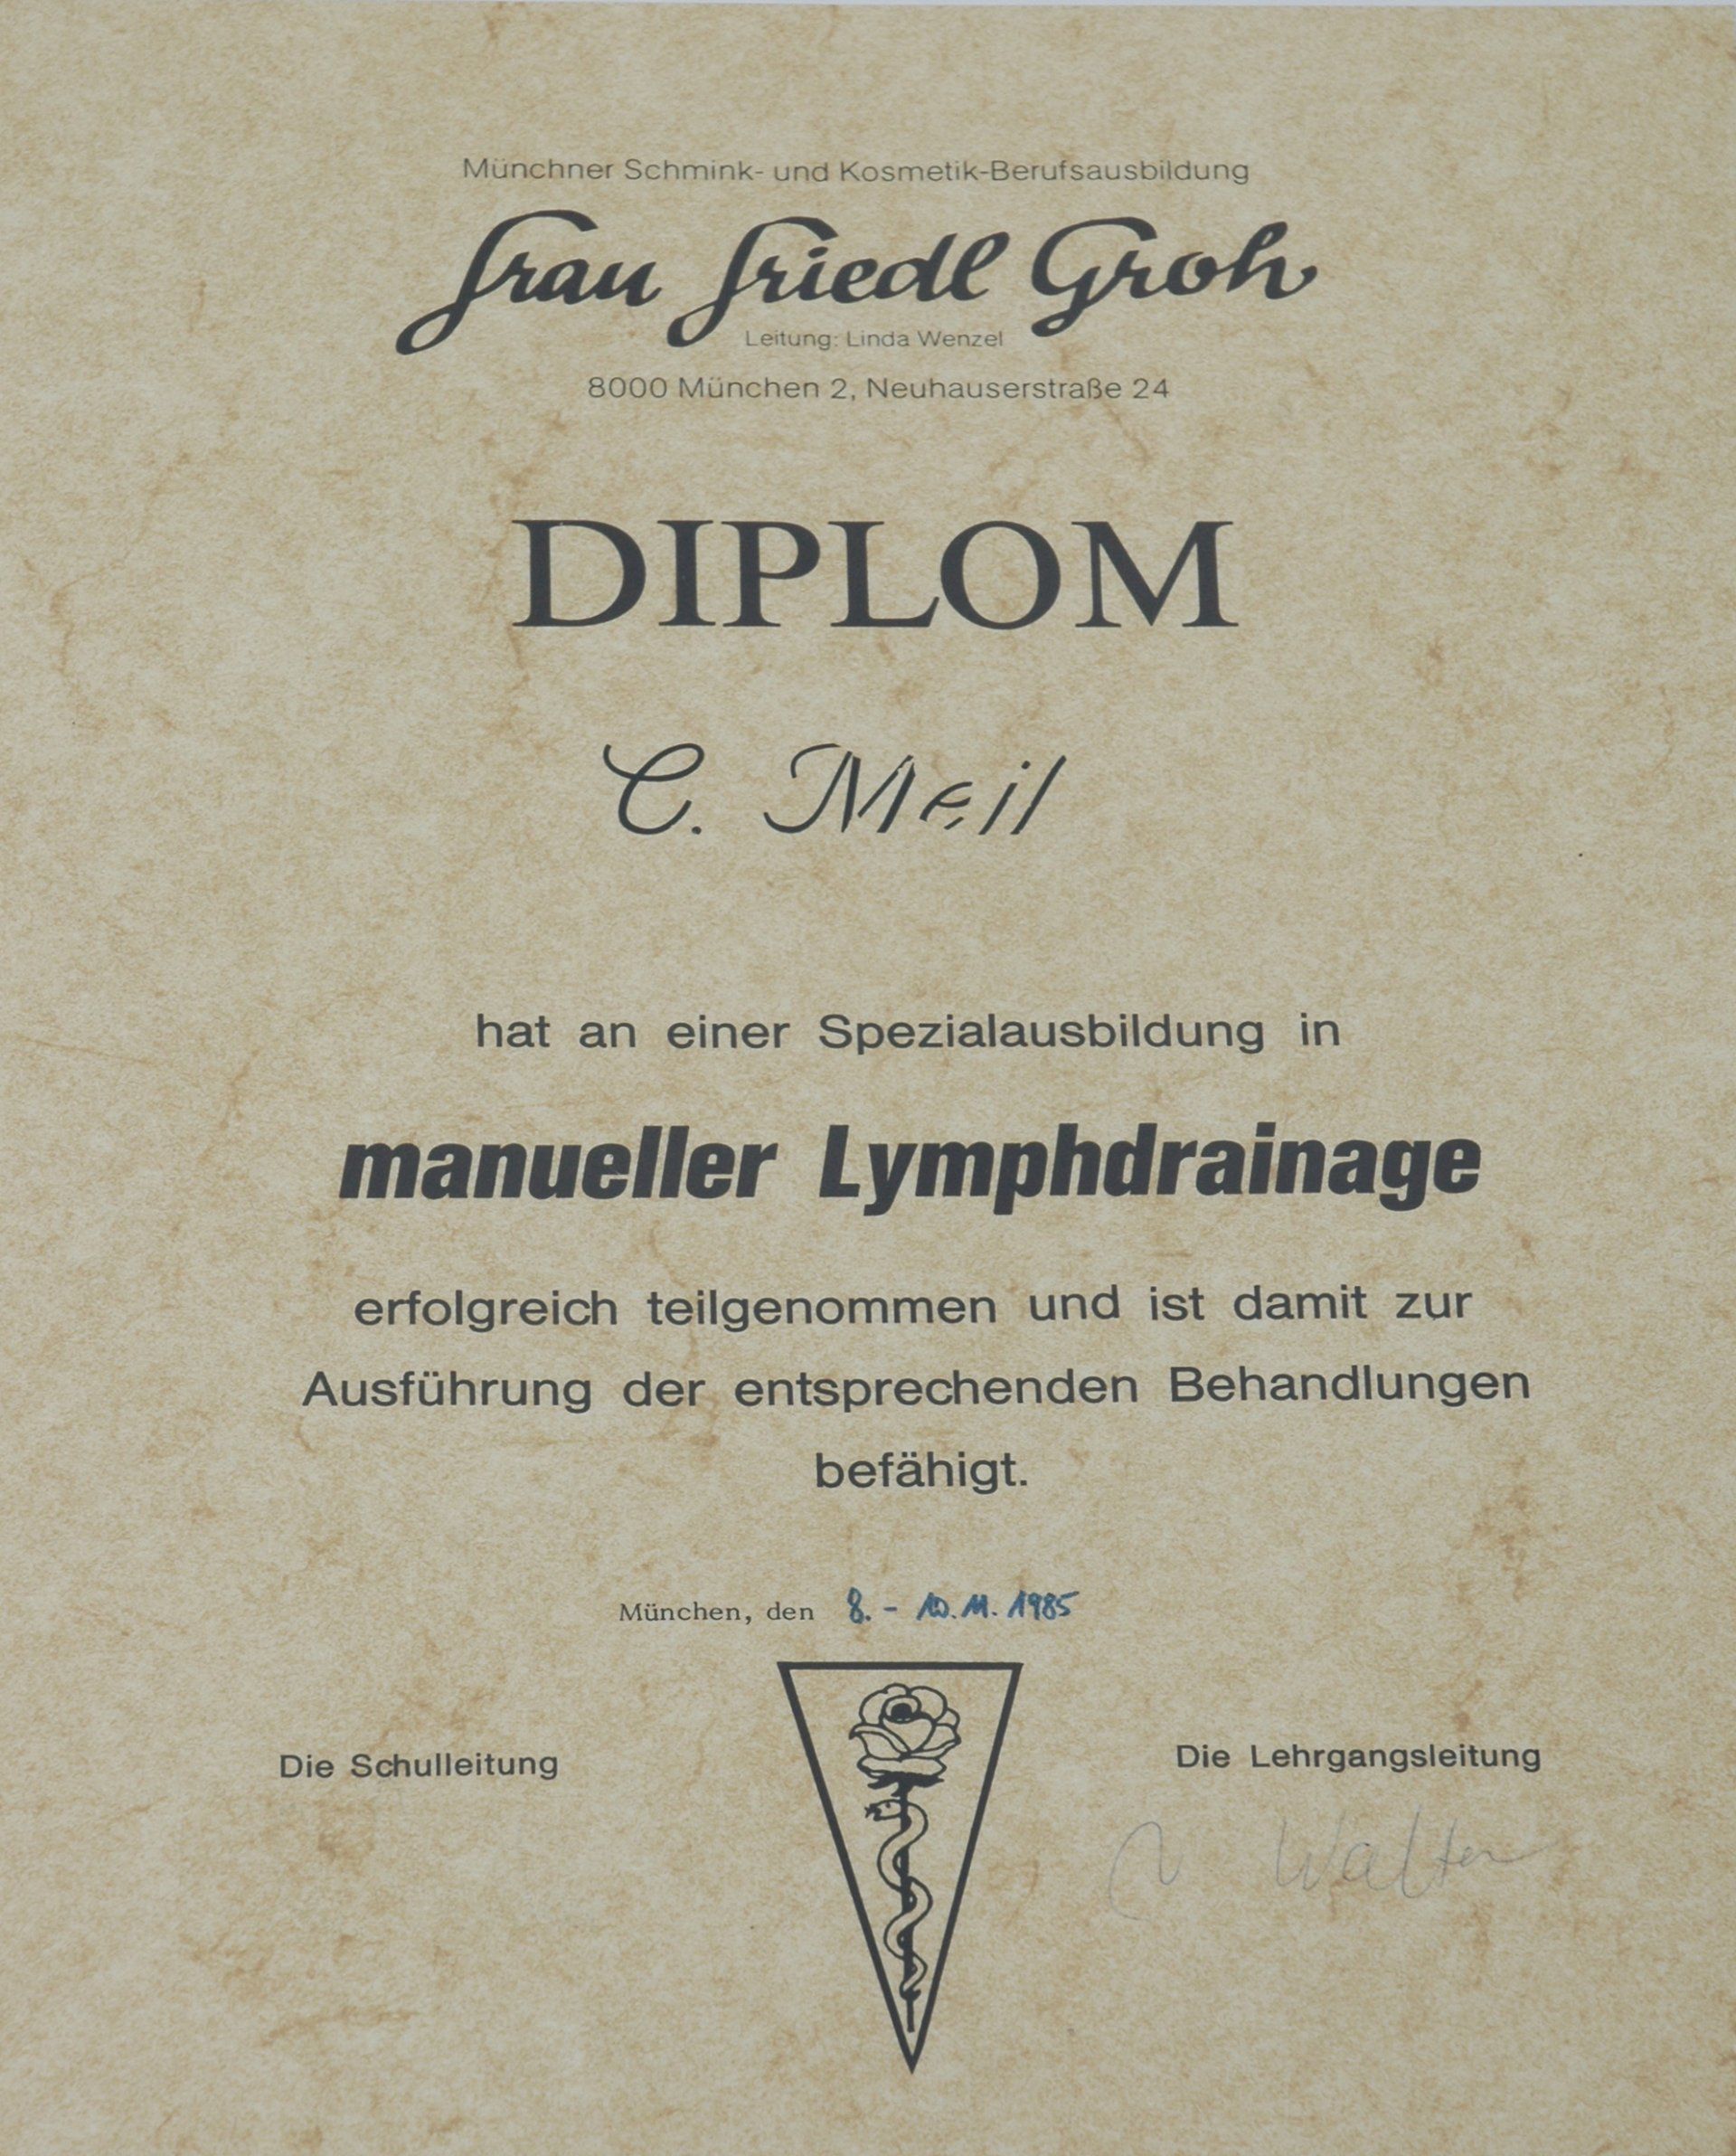 Münchner Schmink- und Kosmetik-Berufsausbildung
Frau Friedl Groh
Leitung: Linda Wenzel
8000 München 2, Neuhauserstraße 24
DIPLOM
C. Meil
hat an einer Spezialausbildung in
manueller Lymphdrainage
erfolgreich teilgenommen und ist damit zur
Ausführung der entsprechenden Behandlungen
befähigt.
München, den 8. - 10. 11. 1985
Die Schulleitung
Die Lehrgangsleitung
Walter